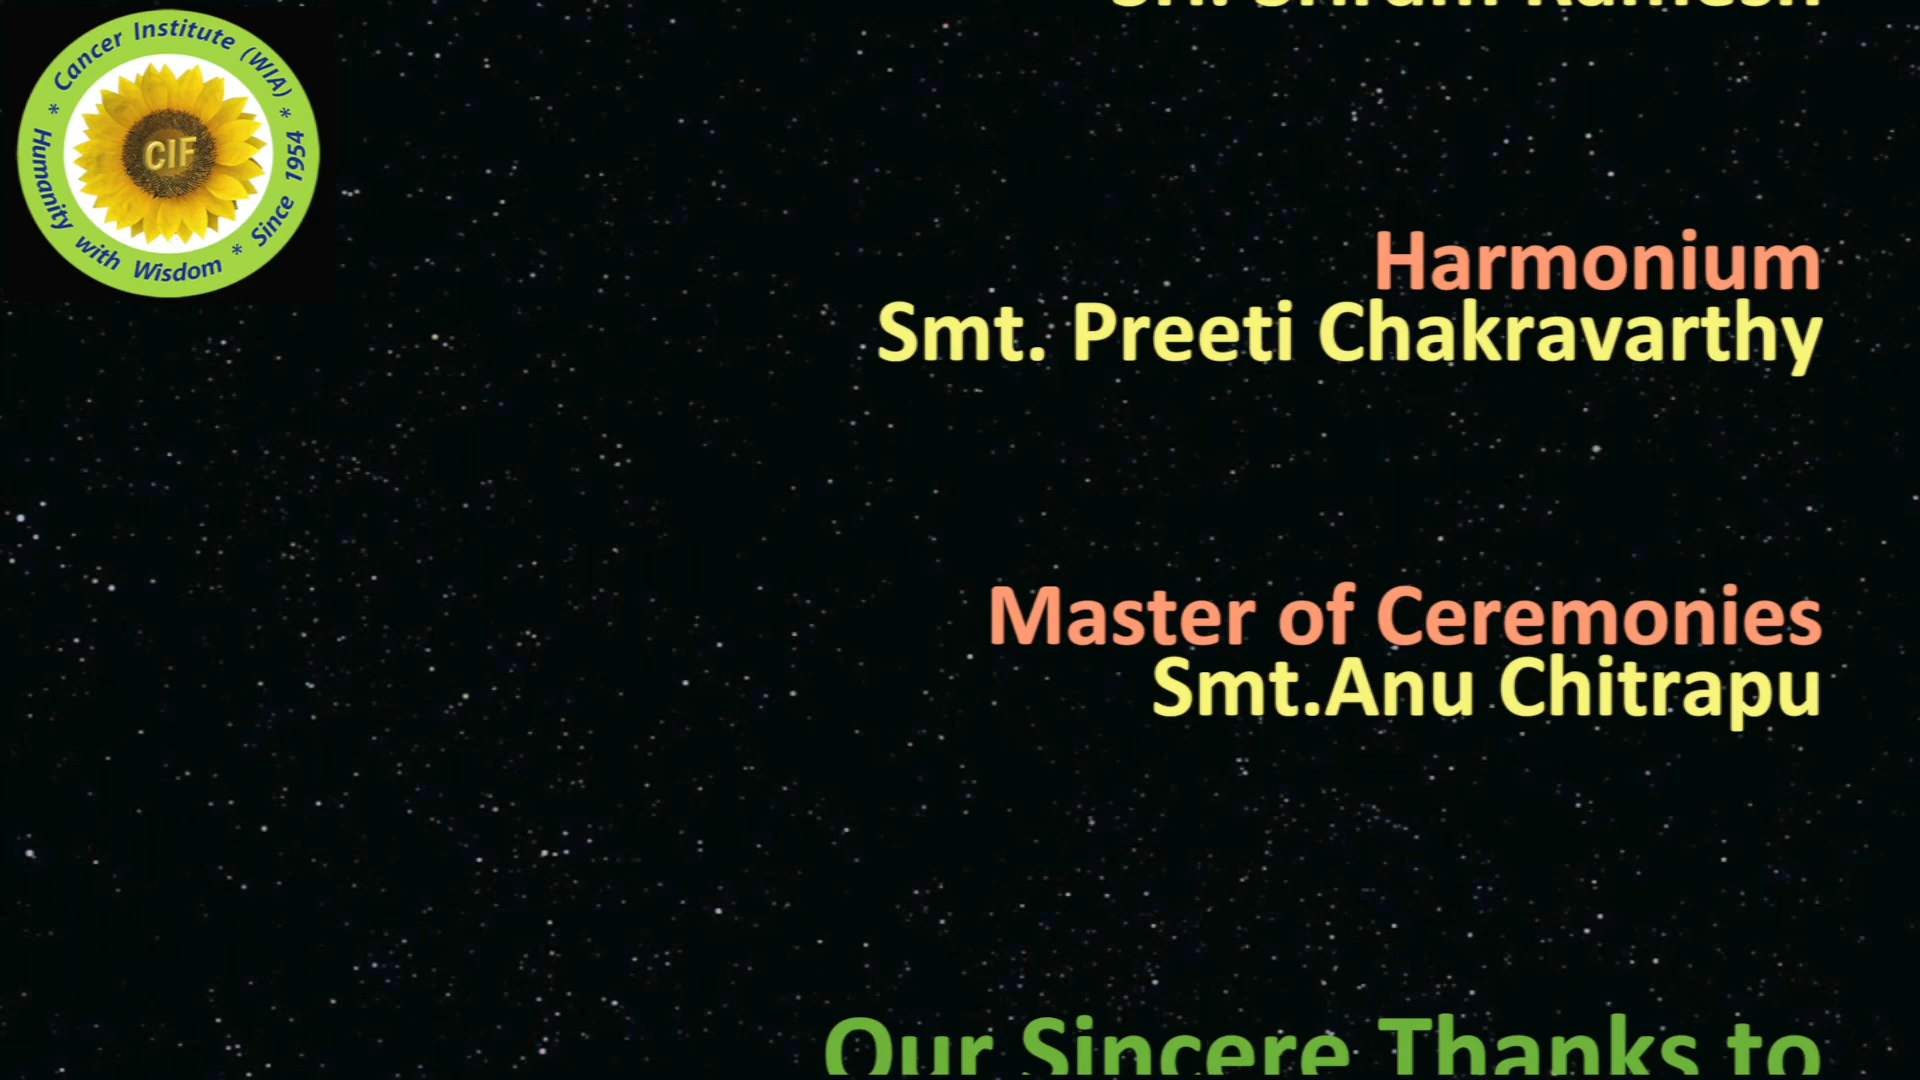 * Cancer Institute (WIA) *
Humanity with Wisdom * Since 1954
CIF
Harmonium
Smt. Preeti Chakravarthy
Master of Ceremonies
Smt.Anu Chitrapu
Our Sincere Thanks to